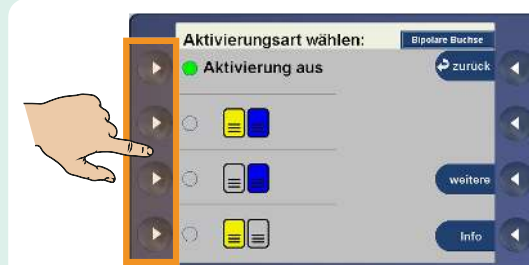 Aktivierungsart wählen:
Bipolare Buchse
Aktivierung aus
zurück
weitere
Info